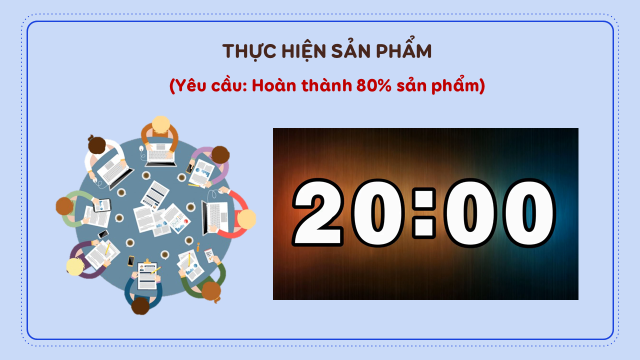 THỰC HIỆN SẢN PHẨM
(Yêu cầu: Hoàn thành 80% sản phẩm)
20:00